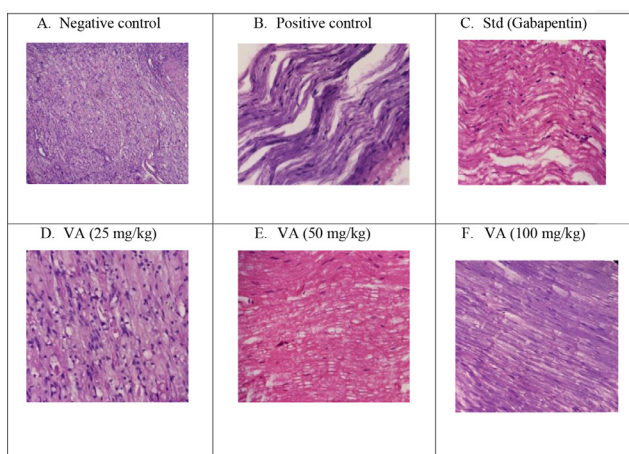 A. Negative control
B. Positive control
C. Std (Gabapentin)
D. VA (25 mg/kg)
E. VA (50 mg/kg)
F. VA (100 mg/kg)